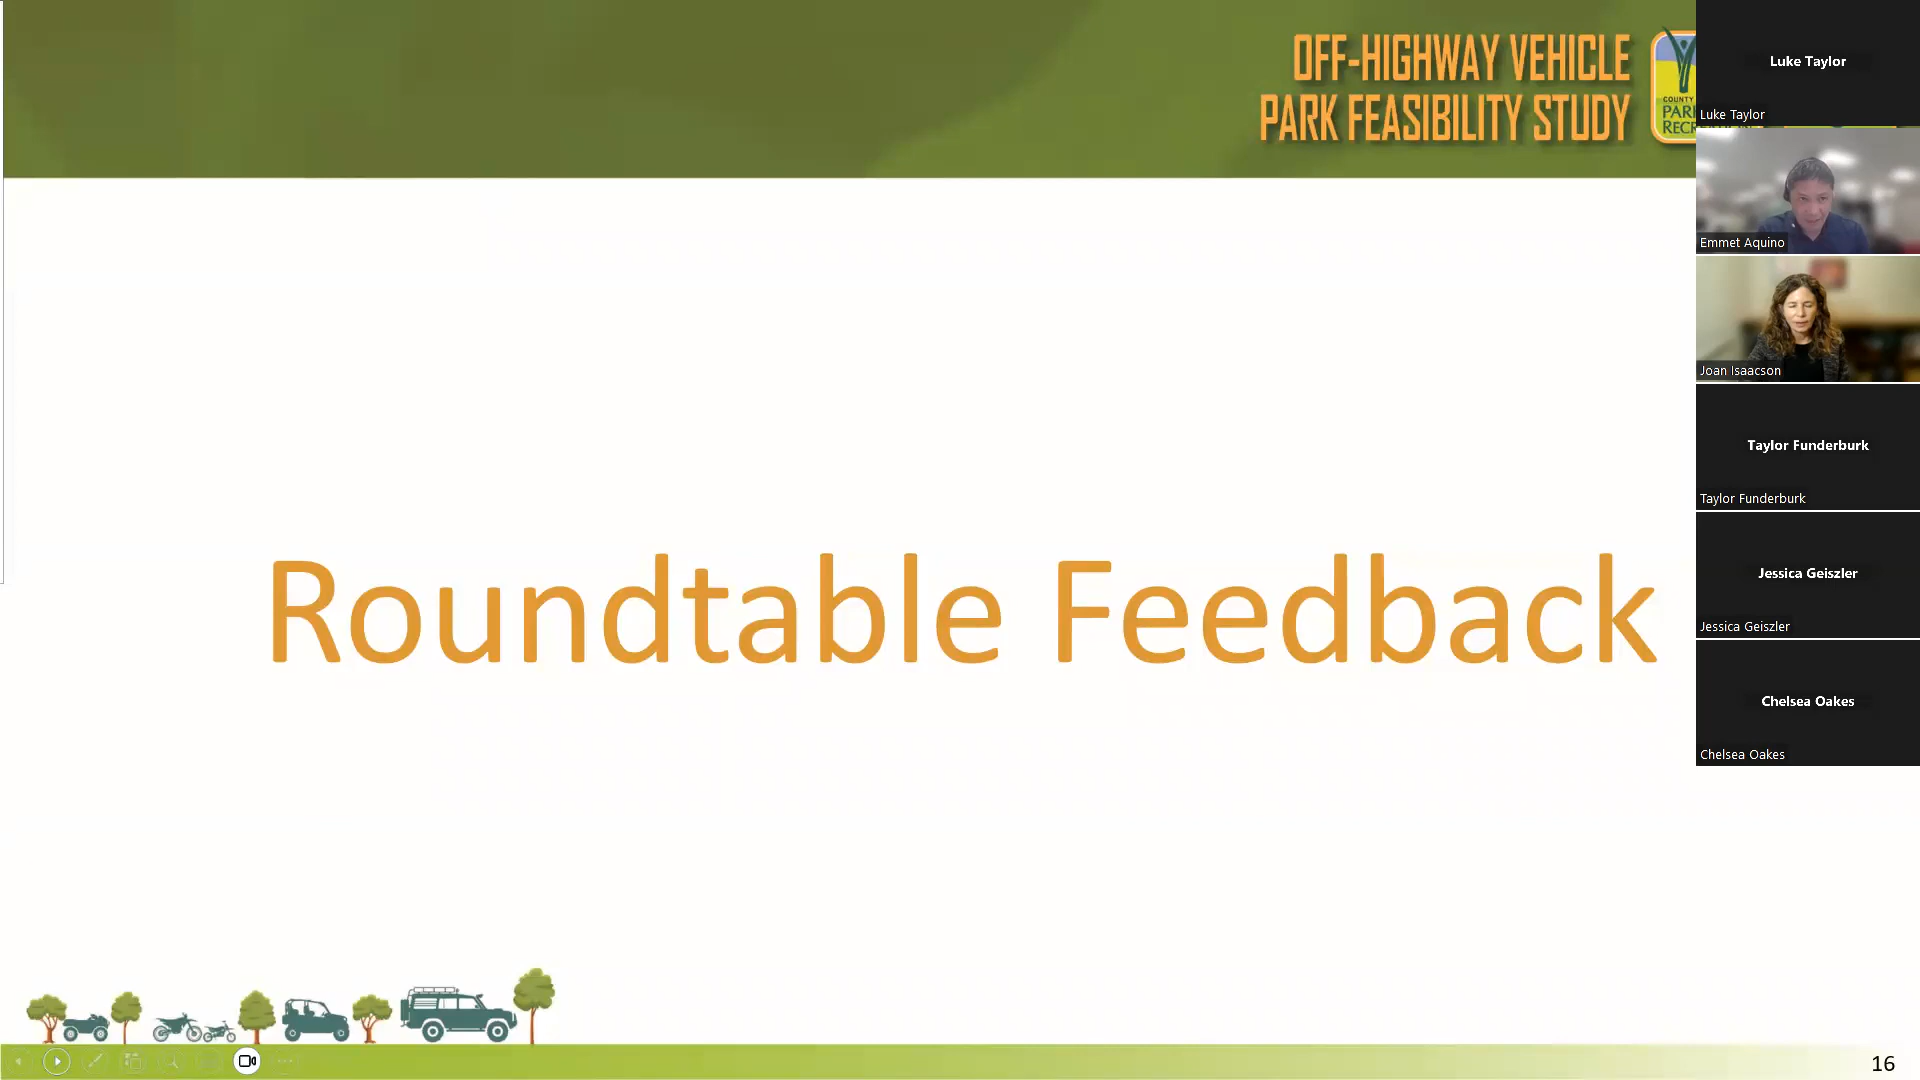 OFF-HIGHWAY VEHICLE
PARK FEASIBILITY STUDY
COUNTY
Roundtable Feedback
16
Luke Taylor
Luke Taylor
Emmet Aquino
Joan Isaacson
Taylor Funderburk
Taylor Funderburk
Jessica Geiszler
Jessica Geiszler
Chelsea Oakes
Chelsea Oakes